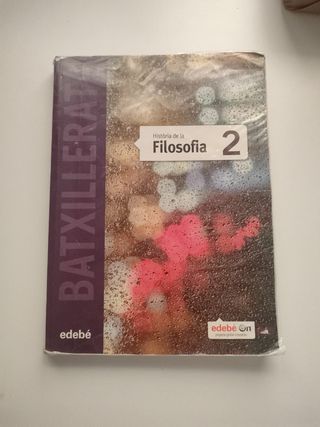 BATXILLERAT
Història de la
Filosofia 2
edebé
edebé On